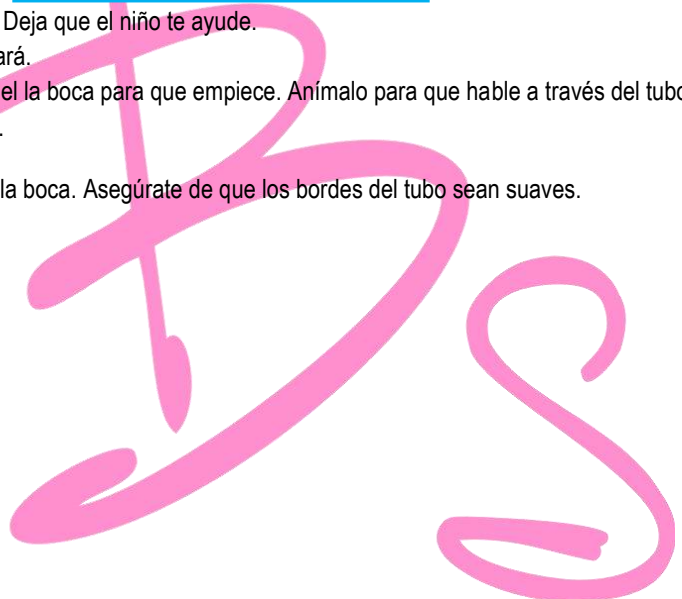 Deja que el niño te ayude.
ará.
el la boca para que empiece. Anímalo para que hable a través del tubo
.
la boca. Asegúrate de que los bordes del tubo sean suaves.
BS